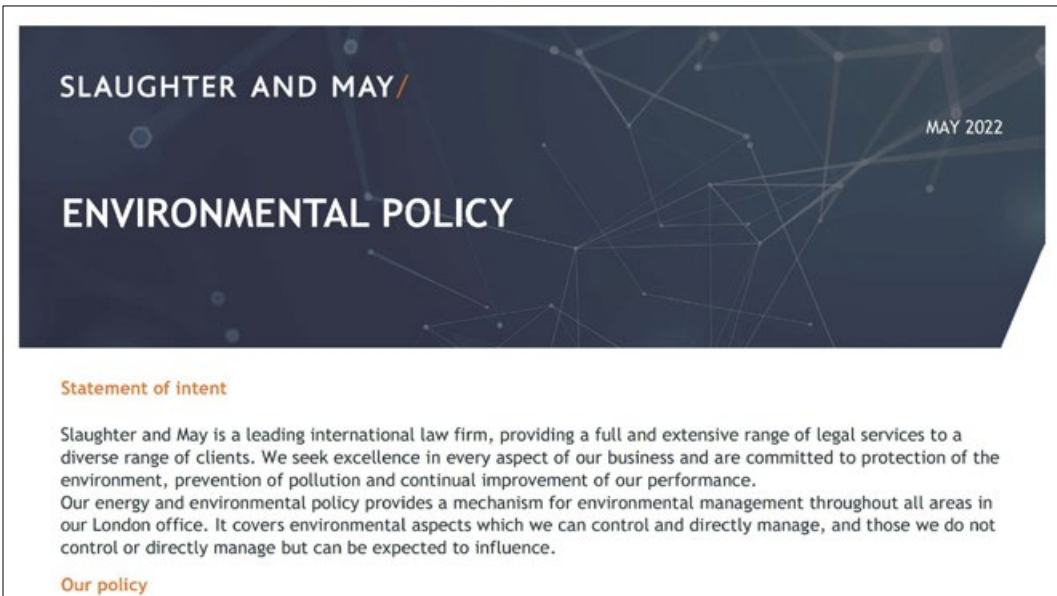 SLAUGHTER AND MAY/
MAY 2022
ENVIRONMENTAL POLICY
Statement of intent
Slaughter and May is a leading international law firm, providing a full and extensive range of legal services to a
diverse range of clients. We seek excellence in every aspect of our business and are committed to protection of the
environment, prevention of pollution and continual improvement of our performance.
Our energy and environmental policy provides a mechanism for environmental management throughout all areas in
our London office. It covers environmental aspects which we can control and directly manage, and those we do not
control or directly manage but can be expected to influence.
Our policy